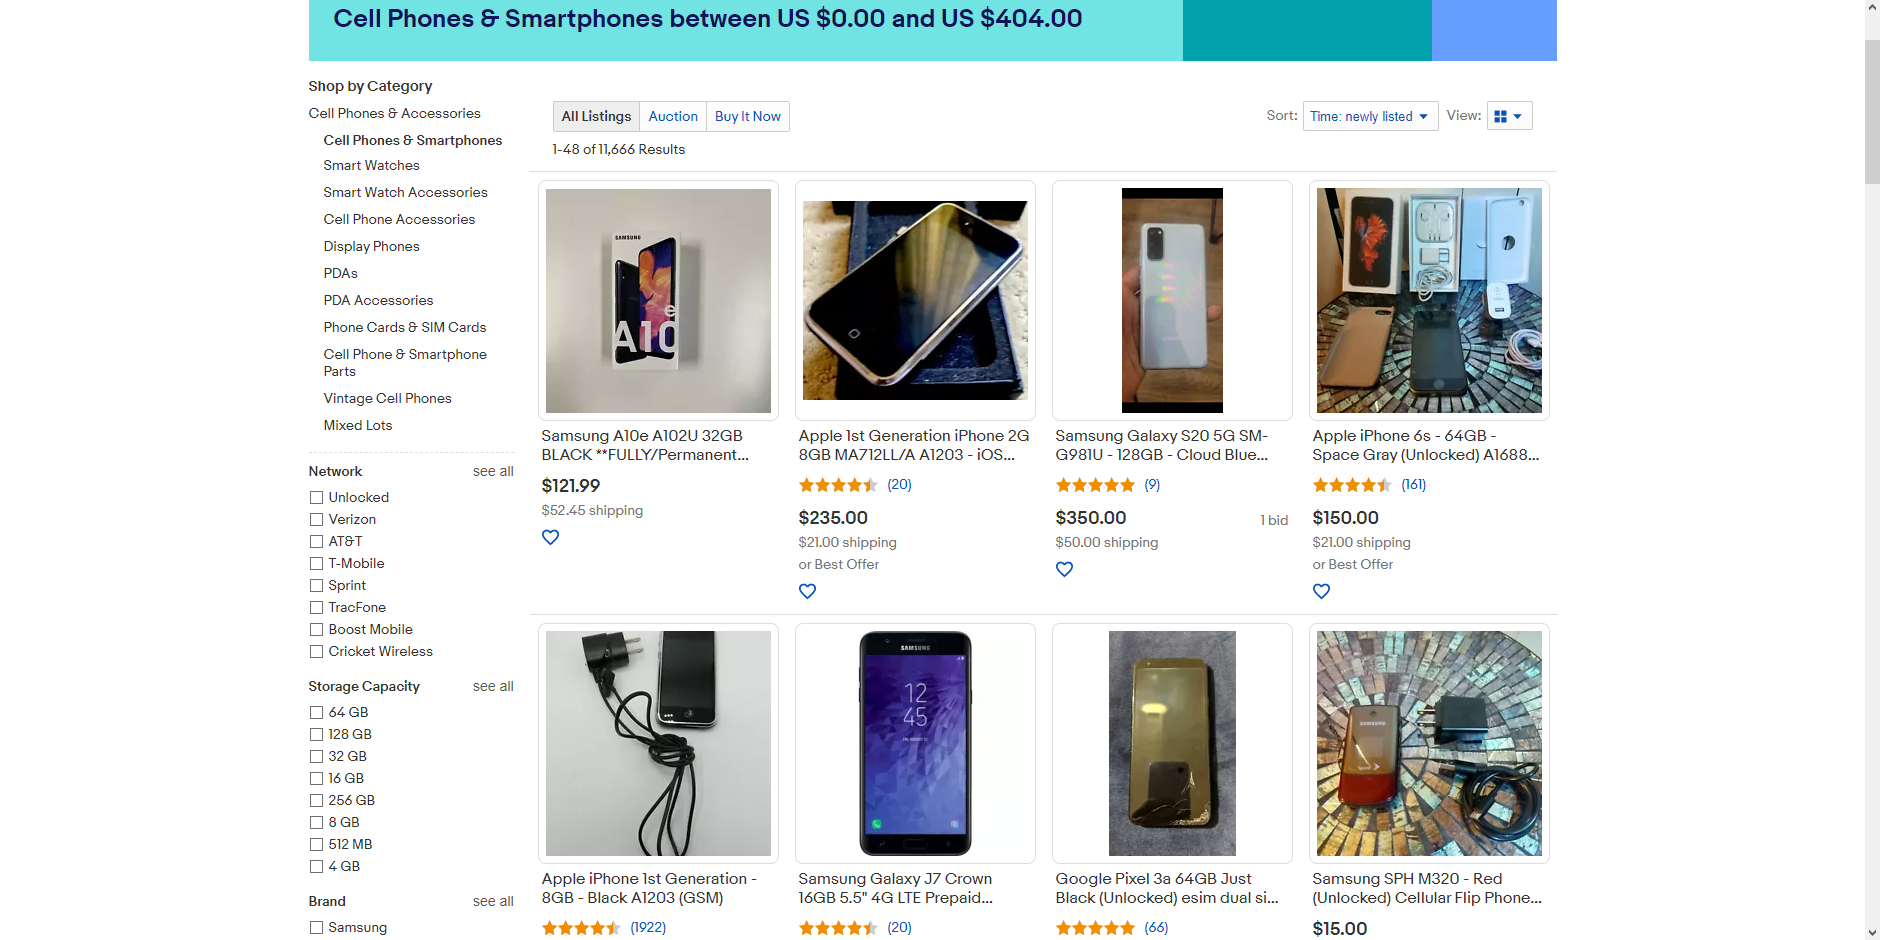 Cell Phones & Smartphones between US $0.00 and US $404.00
Shop by Category
Cell Phones & Accessories
Cell Phones & Smartphones
Smart Watches
Smart Watch Accessories
Cell Phone Accessories
Display Phones
PDAs
PDA Accessories
Phone Cards & SIM Cards
Cell Phone & Smartphone
Parts
Vintage Cell Phones
Mixed Lots
Network see all
Unlocked
Verizon
AT&T
T-Mobile
Sprint
TracFone
Boost Mobile
Cricket Wireless
Storage Capacity see all
64 GB
128 GB
32 GB
16 GB
256 GB
8 GB
512 MB
4 GB
Brand see all
Samsung
All Listings Auction Buy It Now
Sort: Time: newly listed View:
1-48 of 11,666 Results
SAMSUNG
e
A10
Samsung A10e A102U 32GB
BLACK **FULLY/Permanent...
$121.99
$52.45 shipping
Apple 1st Generation iPhone 2G
8GB MA712LL/A A1203 - iOS...
(20)
$235.00
$21.00 shipping
or Best Offer
Samsung Galaxy S20 5G SM-
G981U - 128GB - Cloud Blue...
(9)
$350.00 1 bid
$50.00 shipping
Apple iPhone 6s - 64GB -
Space Gray (Unlocked) A1688...
(161)
$150.00
$21.00 shipping
or Best Offer
Apple iPhone 1st Generation -
8GB - Black A1203 (GSM)
(1922)
SAMSUNG
12
45
Samsung Galaxy J7 Crown
16GB 5.5" 4G LTE Prepaid...
(20)
Google Pixel 3a 64GB Just
Black (Unlocked) esim dual si...
(66)
SAMSUNG
Sprint
Samsung SPH M320 - Red
(Unlocked) Cellular Flip Phone...
$15.00